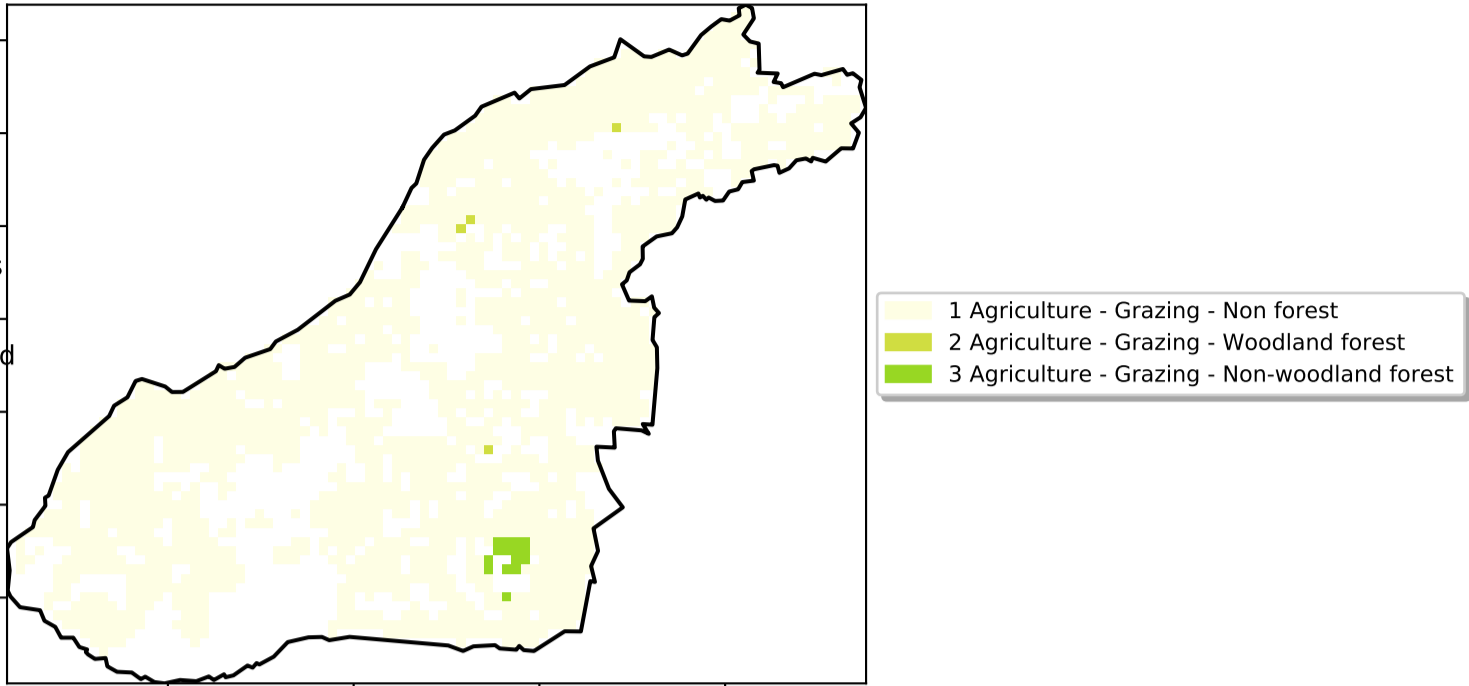 d
1 Agriculture - Grazing - Non forest
2 Agriculture - Grazing - Woodland forest
3 Agriculture - Grazing - Non-woodland forest